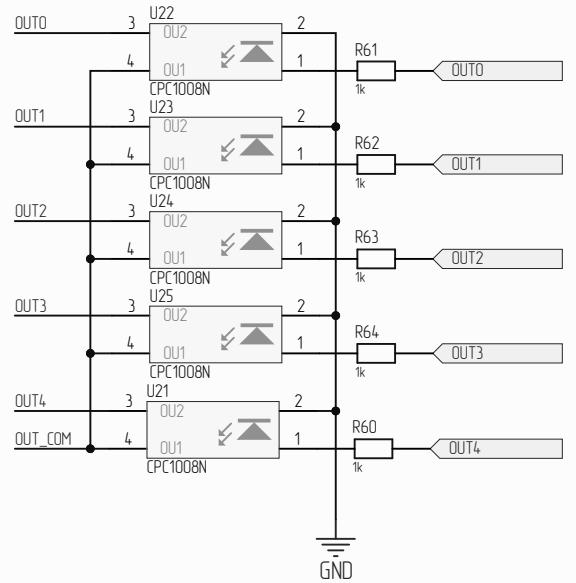 U22
OUT0 3 OU2 2
4 OU1 1 R61 1k OUT0
CPC1008N
U23
OUT1 3 OU2 2
4 OU1 1 R62 1k OUT1
CPC1008N
U24
OUT2 3 OU2 2
4 OU1 1 R63 1k OUT2
CPC1008N
U25
OUT3 3 OU2 2
4 OU1 1 R64 1k OUT3
CPC1008N
U21
OUT4 3 OU2 2
OUT_COM 4 OU1 1 R60 1k OUT4
CPC1008N
GND